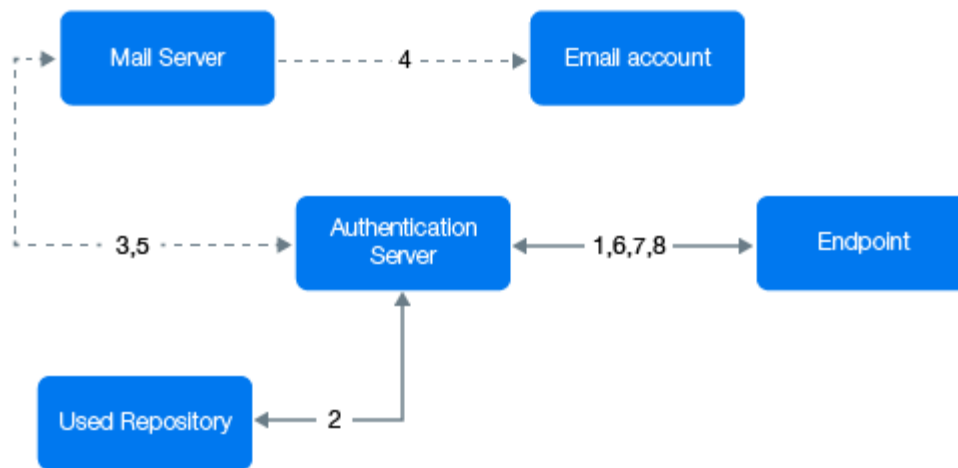 Mail Server
4
Email account
Authentication
Server
3,5
1,6,7,8
Endpoint
Used Repository
2